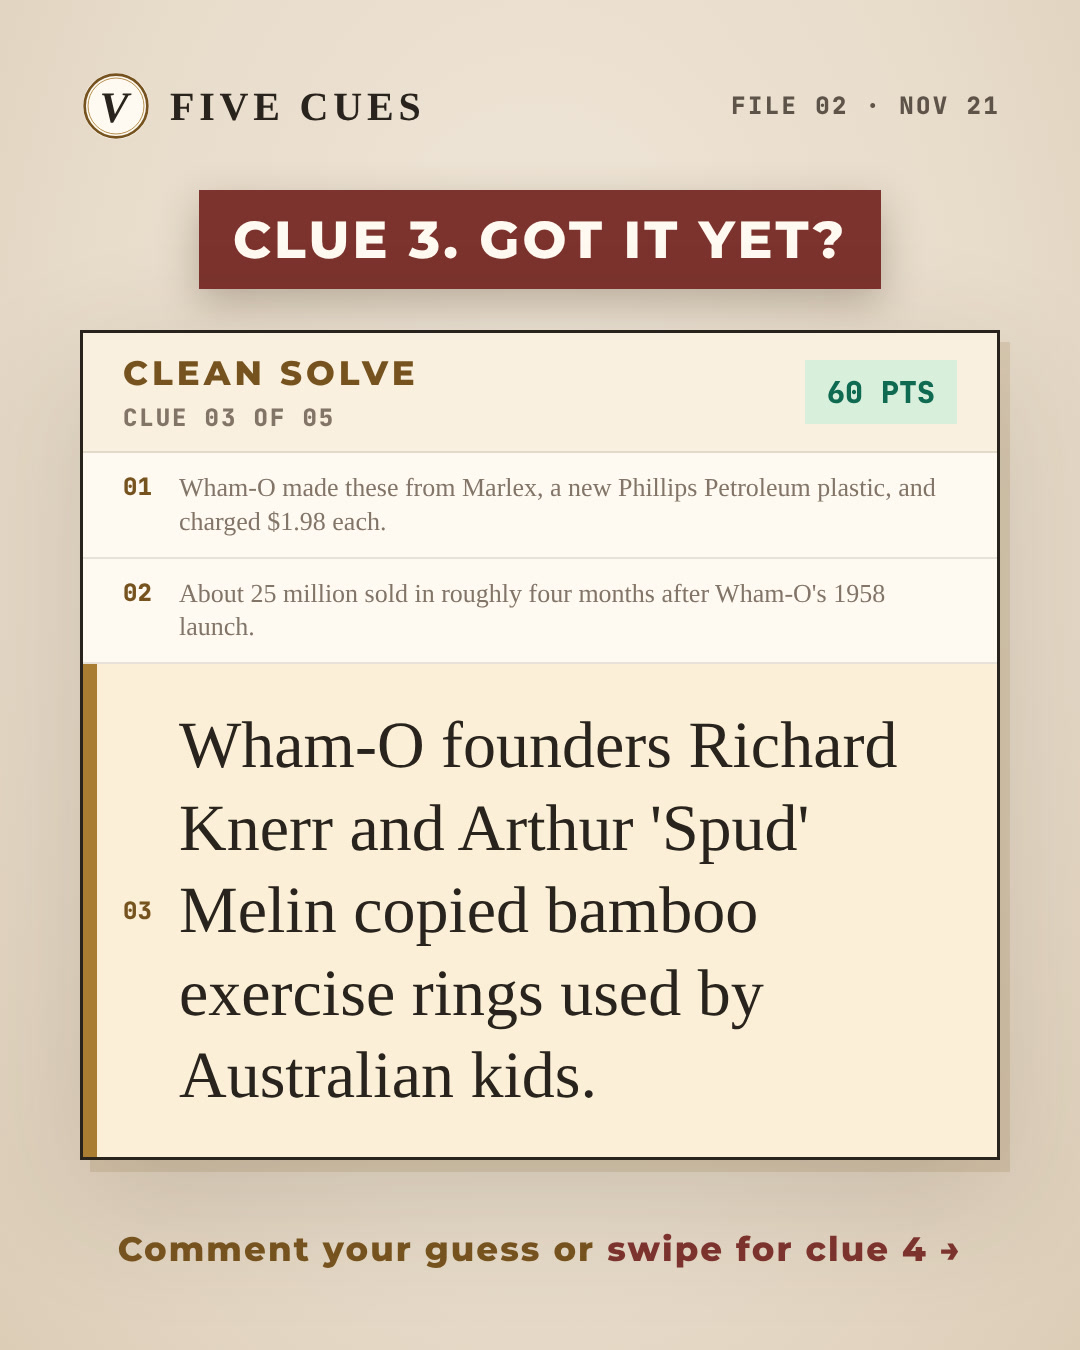 V FIVE CUES
FILE 02 · NOV 21
CLUE 3. GOT IT YET?
CLEAN SOLVE
CLUE 03 OF 05
60 PTS
01 Wham-O made these from Marlex, a new Phillips Petroleum plastic, and
charged $1.98 each.
02 About 25 million sold in roughly four months after Wham-O's 1958
launch.
Wham-O founders Richard
Knerr and Arthur 'Spud'
03 Melin copied bamboo
exercise rings used by
Australian kids.
Comment your guess or swipe for clue 4 →